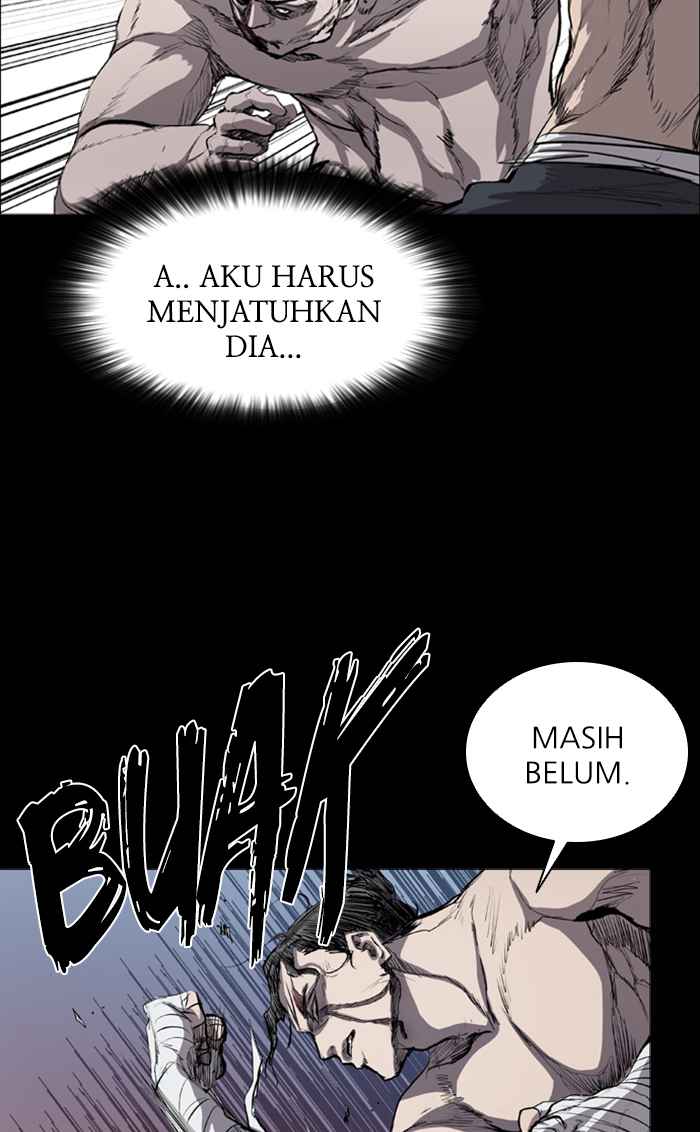 A.. AKU HARUS
MENJATUHKAN
DIA...
BUAK
MASIH
BELUM.